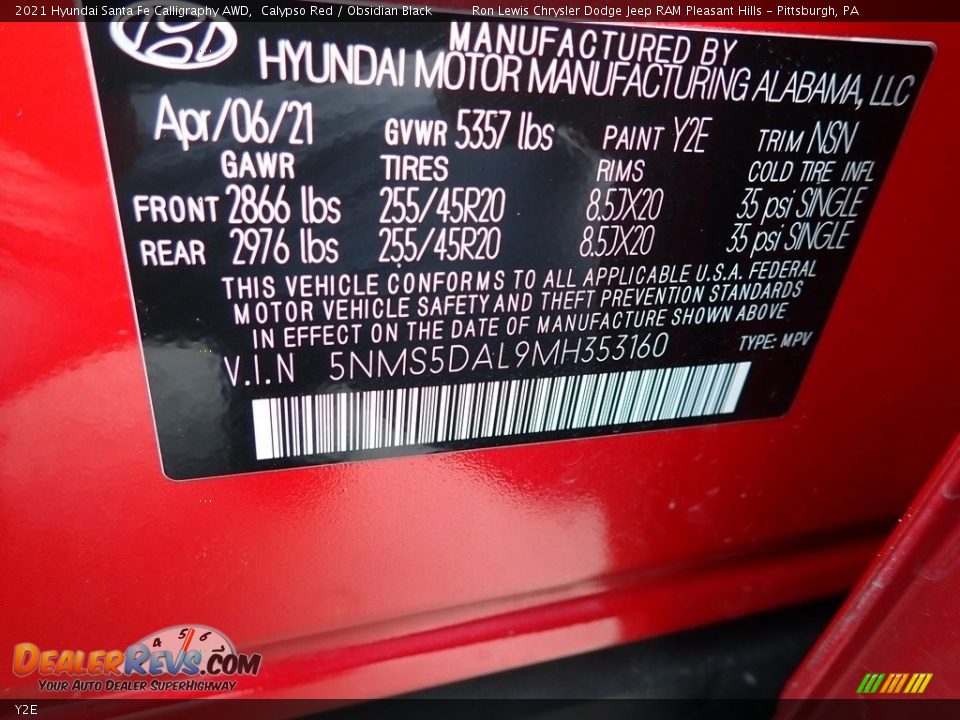 2021 Hyundai Santa Fe Calligraphy AWD, Calypso Red / Obsidian Black Ron Lewis Chrysler Dodge Jeep RAM Pleasant Hills - Pittsburgh, PA
MANUFACTURED BY
HYUNDAI MOTOR MANUFACTURING ALABAMA, LLC
Apr/06/21 GVWR 5357 lbs PAINT Y2E TRIM NSN
GAWR TIRES RIMS COLD TIRE INFL
FRONT 2866 lbs 255/45R20 8.5JX20 35 psi SINGLE
REAR 2976 lbs 255/45R20 8.5JX20 35 psi SINGLE
THIS VEHICLE CONFORMS TO ALL APPLICABLE U.S.A. FEDERAL
MOTOR VEHICLE SAFETY AND THEFT PREVENTION STANDARDS
IN EFFECT ON THE DATE OF MANUFACTURE SHOWN ABOVE
V.I.N 5NMS5DAL9MH353160 TYPE: MPV
4 5 6
DEALERREVS.COM
YOUR AUTO DEALER SUPERHIGHWAY
Y2E